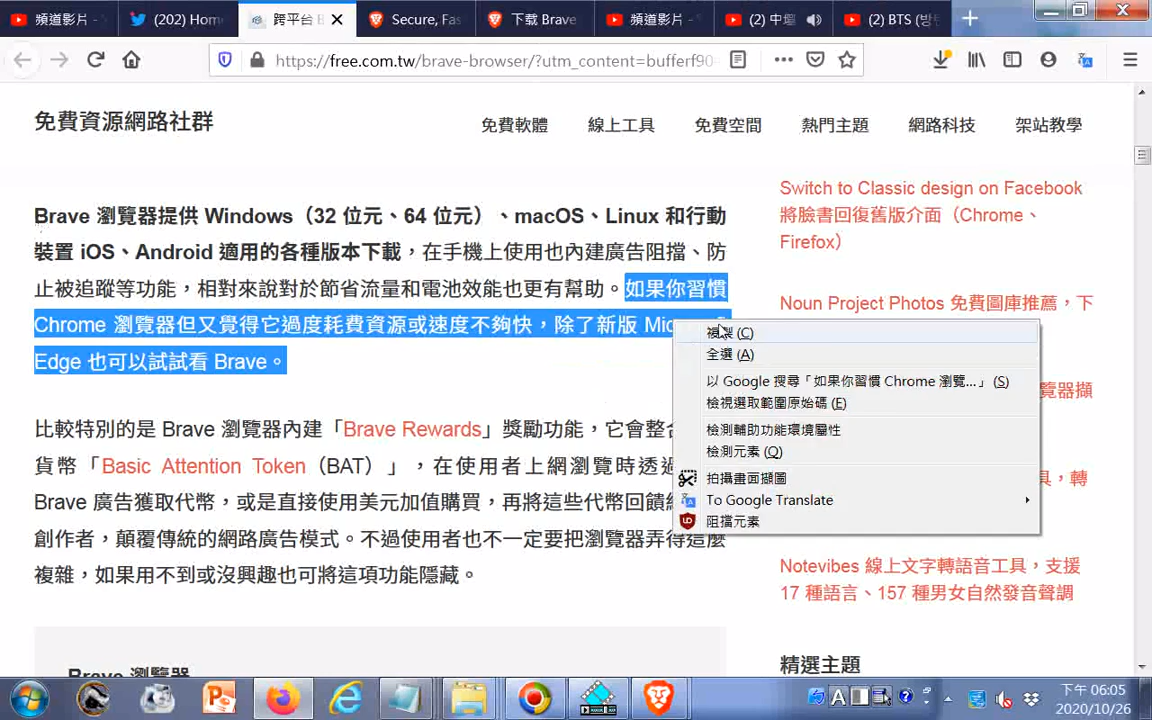 頻道影片 -
(202) Hom
跨平台 B
Secure, Fas
下载 Brave
頻道影片 -
(2) 中壢
(2) BTS (방
https://free.com.tw/brave-browser/?utm_content=bufferf90
免費資源網路社群
免費軟體 線上工具 免費空間 熱門主題 網路科技 架站教學
Brave 瀏覽器提供 Windows（32 位元、64 位元）、macOS、Linux 和行動
裝置 iOS、Android 適用的各種版本下載，在手機上使用也內建廣告阻擋、防
止被追蹤等功能，相對來說對於節省流量和電池效能也更有幫助。如果你習慣
Chrome 瀏覽器但又覺得它過度耗費資源或速度不夠快，除了新版 Mic
Edge 也可以試試看 Brave。
比較特別的是 Brave 瀏覽器內建「Brave Rewards」獎勵功能，它會整合
貨幣「Basic Attention Token（BAT）」，在使用者上網瀏覽時透過
Brave 廣告獲取代幣，或是直接使用美元加值購買，再將這些代幣回饋給
創作者，顛覆傳統的網路廣告模式。不過使用者也不一定要把瀏覽器弄得這麼
複雜，如果用不到或沒興趣也可將這項功能隱藏。
Brave 瀏覽器
複製 (C)
全選 (A)
以 Google 搜尋「如果你習慣 Chrome 瀏覽...」(S)
檢視選取範圍原始碼 (E)
檢測輔助功能環境屬性
檢測元素 (Q)
拍攝畫面擷圖
To Google Translate
阻擋元素
Switch to Classic design on Facebook
將臉書回復舊版介面（Chrome、
Firefox）
Noun Project Photos 免費圖庫推薦，下
覽器擷
具，轉
Notevibes 線上文字轉語音工具，支援
17 種語言、157 種男女自然發音聲調
精選主題
下午 06:05
2020/10/26